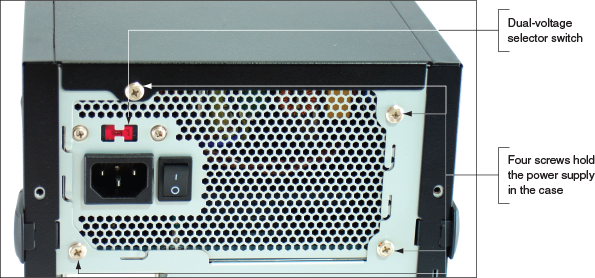 Dual-voltage
selector switch
Four screws hold
the power supply
in the case